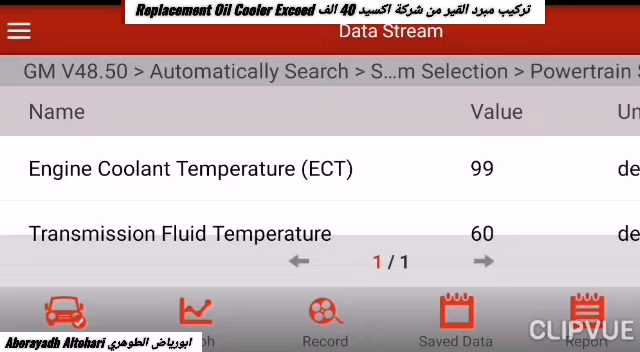 Replacement Oil Cooler Exceed تركيب مبرد القير من شركة اكسيد 40 الف
Data Stream
GM V48.50 > Automatically Search > S...m Selection > Powertrain
Name Value
Engine Coolant Temperature (ECT) 99 de
Transmission Fluid Temperature 60 de
1 / 1
Record Saved Data Report
CLIPVUE
Aborayadh Altohari ابورياض الطوهري